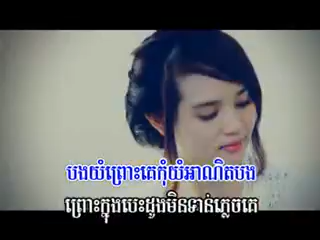 បងយំព្រោះគេកុំយំអាណិតបង
ព្រោះក្នុងបេះដូងមិនទាន់ភ្លេចគេ